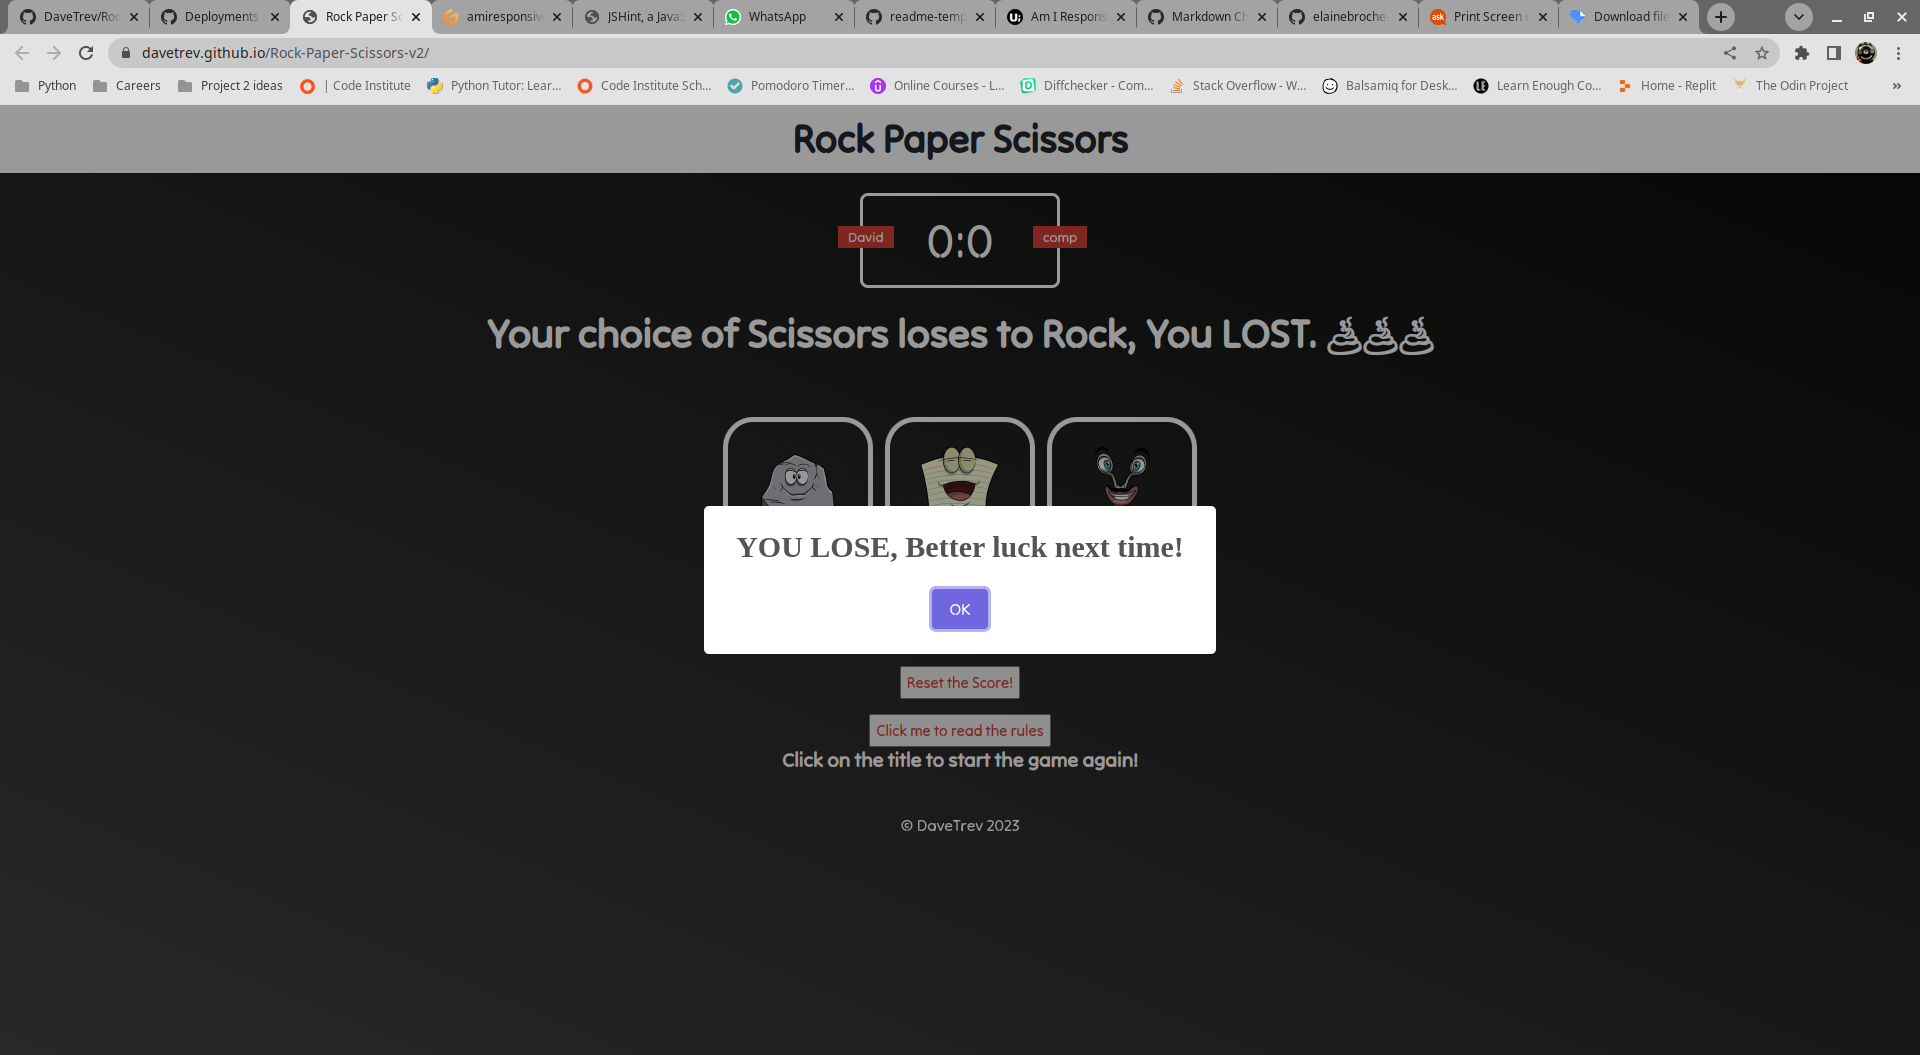 DaveTrev/Roc
Deployments
Rock Paper Sc
amiresponsiv
JSHint, a JavaS
WhatsApp
readme-temp
Am I Respons
Markdown Ch
elainebroche-
Print Screen o
Download file
davetrev.github.io/Rock-Paper-Scissors-v2/
Python
Careers
Project 2 ideas
| Code Institute
Python Tutor: Lear...
Code Institute Sch...
Pomodoro Timer...
Online Courses - L...
Diffchecker - Com...
Stack Overflow - W...
Balsamiq for Desk...
Learn Enough Co...
Home - Replit
The Odin Project
»
Rock Paper Scissors
David
0:0
comp
Your choice of Scissors loses to Rock, You LOST. 💩💩💩
YOU LOSE, Better luck next time!
OK
Reset the Score!
Click me to read the rules
Click on the title to start the game again!
© DaveTrev 2023